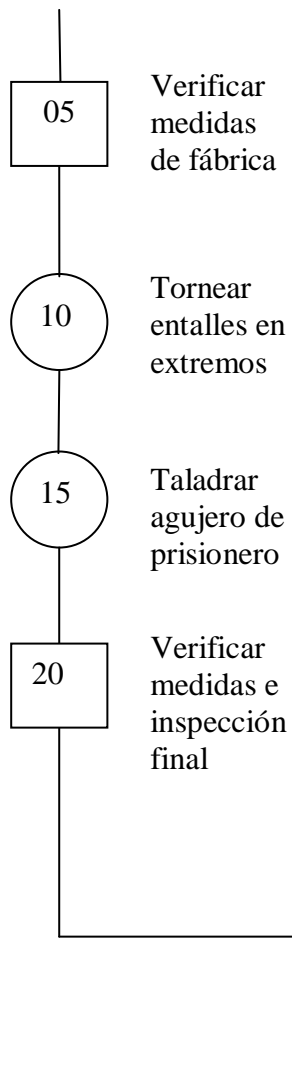 05
Verificar
medidas
de fábrica
10
Tornear
entalles en
extremos
15
Taladrar
agujero de
prisionero
20
Verificar
medidas e
inspección
final